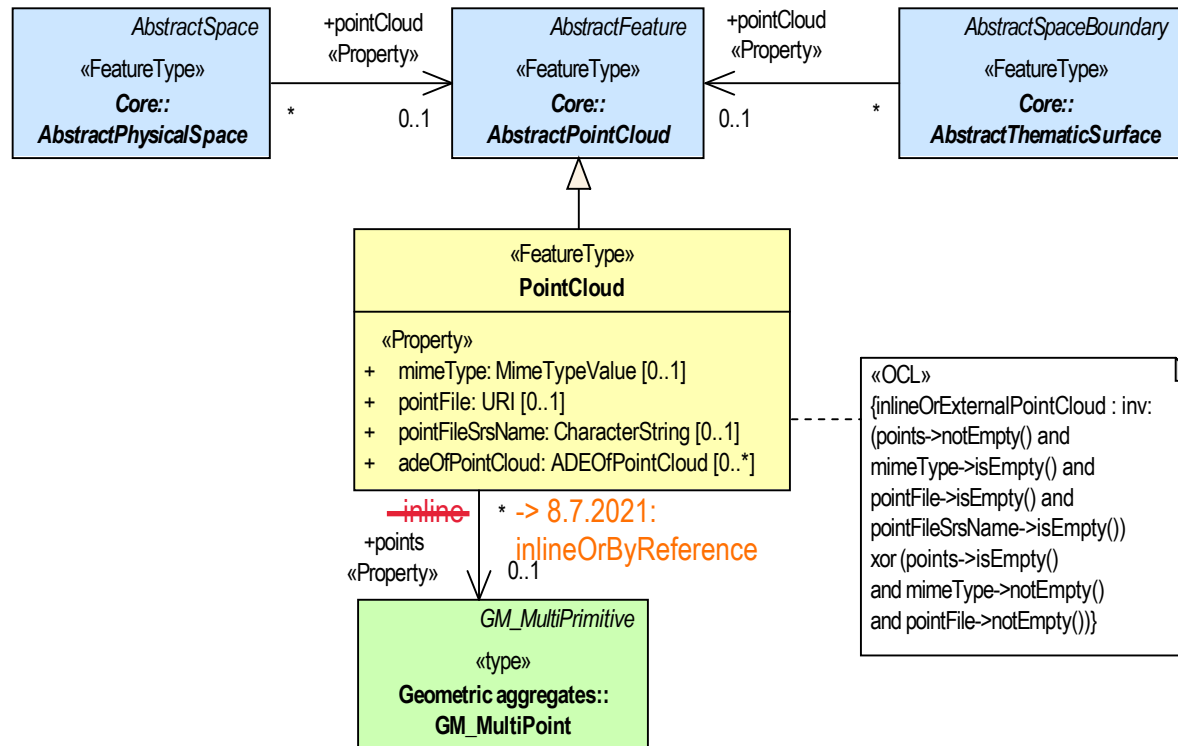 AbstractSpace
«FeatureType»
Core::
AbstractPhysicalSpace
+pointCloud
«Property»
*
0..1
AbstractFeature
«FeatureType»
Core::
AbstractPointCloud
+pointCloud
«Property»
0..1
*
AbstractSpaceBoundary
«FeatureType»
Core::
AbstractThematicSurface
«FeatureType»
PointCloud
«Property»
+ mimeType: MimeTypeValue [0..1]
+ pointFile: URI [0..1]
+ pointFileSrsName: CharacterString [0..1]
+ adeOfPointCloud: ADEOfPointCloud [0..*]
«OCL»
{inlineOrExternalPointCloud : inv:
(points->notEmpty() and
mimeType->isEmpty() and
pointFile->isEmpty() and
pointFileSrsName->isEmpty())
xor (points->isEmpty()
and mimeType->notEmpty()
and pointFile->notEmpty())}
inline
* -> 8.7.2021:
inlineOrByReference
+points
«Property»
0..1
GM_MultiPrimitive
«type»
Geometric aggregates::
GM_MultiPoint